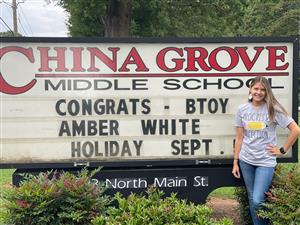 CHINA GROVE
MIDDLE SCHOOL
CONGRATS - BTOY
AMBER WHITE
HOLIDAY SEPT.
North Main St.